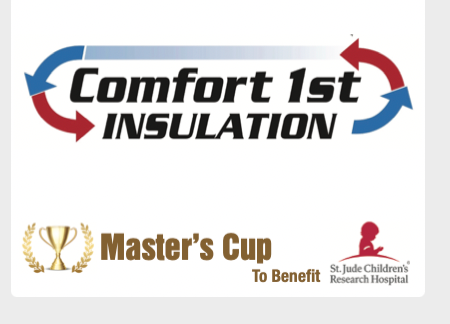 Comfort 1st
INSULATION
Master's Cup
To Benefit
St. Jude Children's
Research Hospital